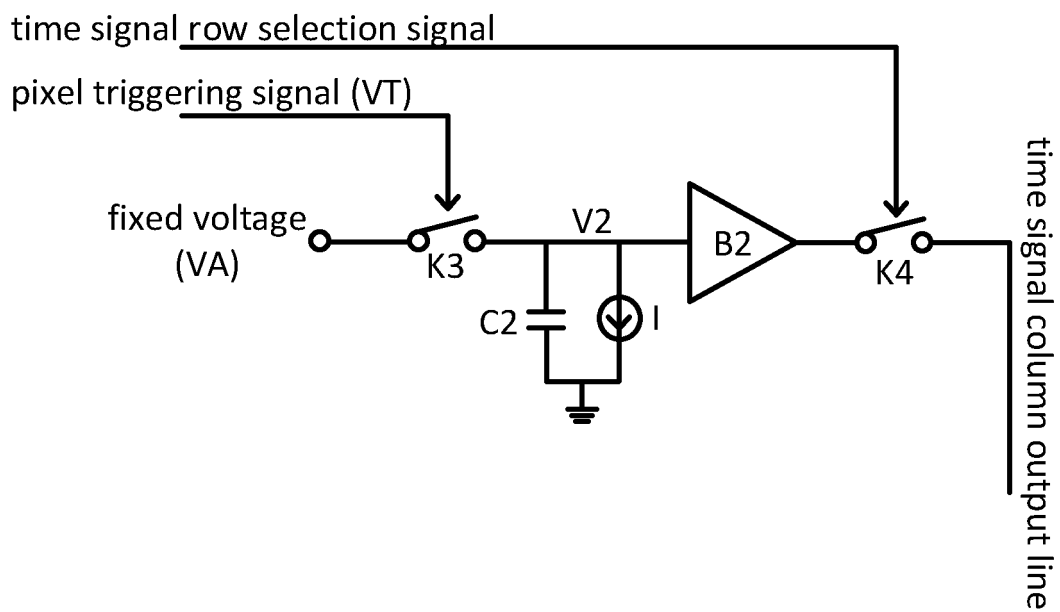 time signal row selection signal
pixel triggering signal (VT)
fixed voltage
(VA)
K3
V2
C2
I
B2
K4
time signal column output line